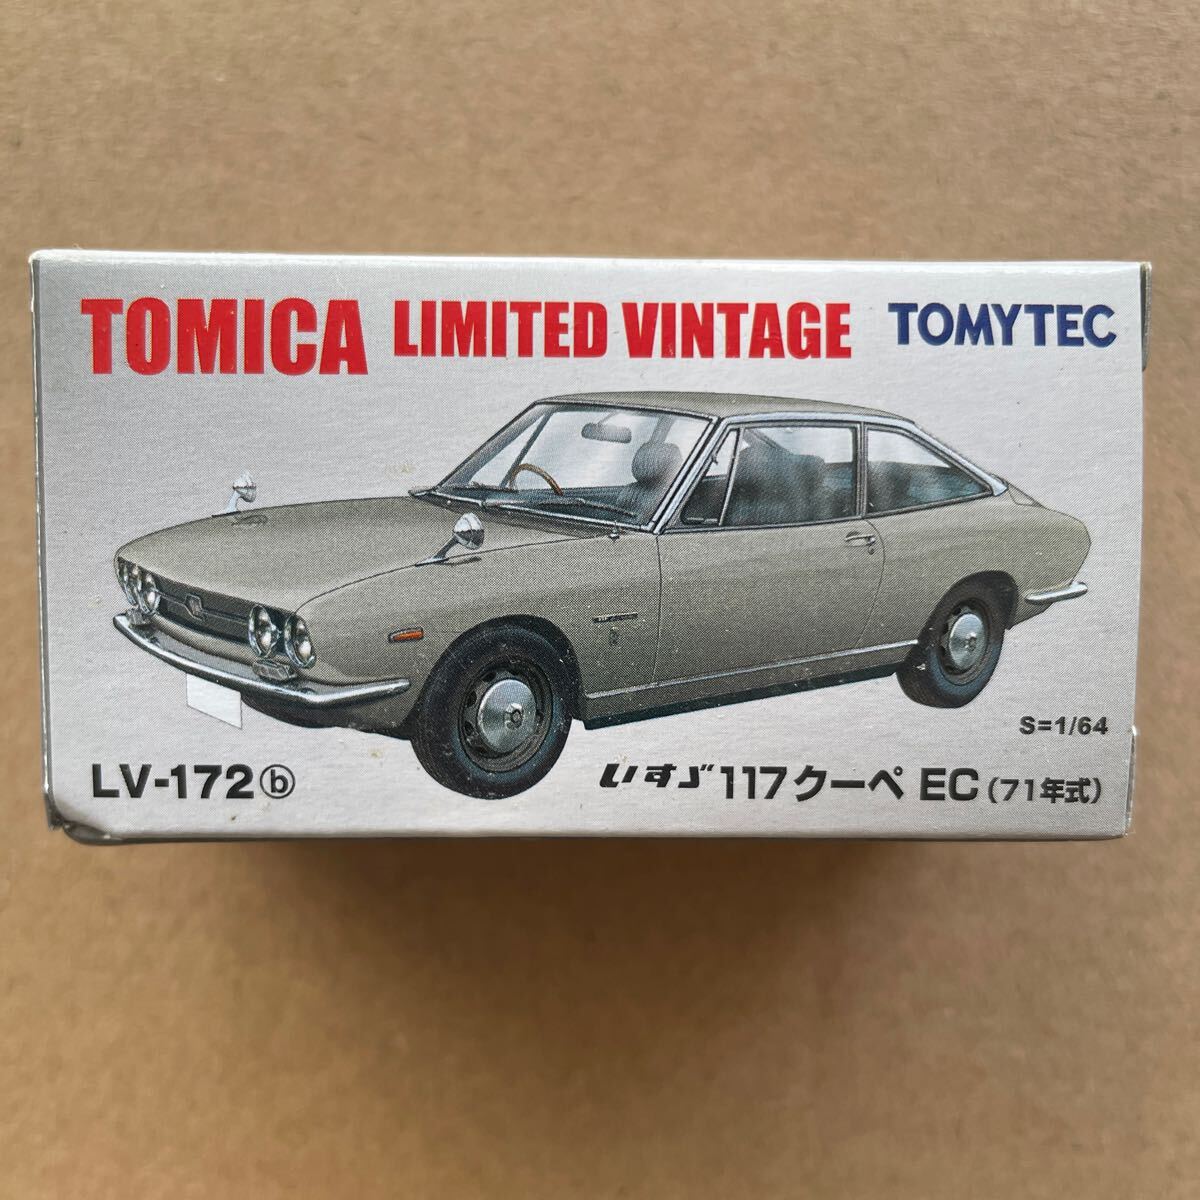 TOMICA LIMITED VINTAGE TOMYTEC
S=1/64
LV-172ⓑ いすゞ117クーペ EC (71年式)